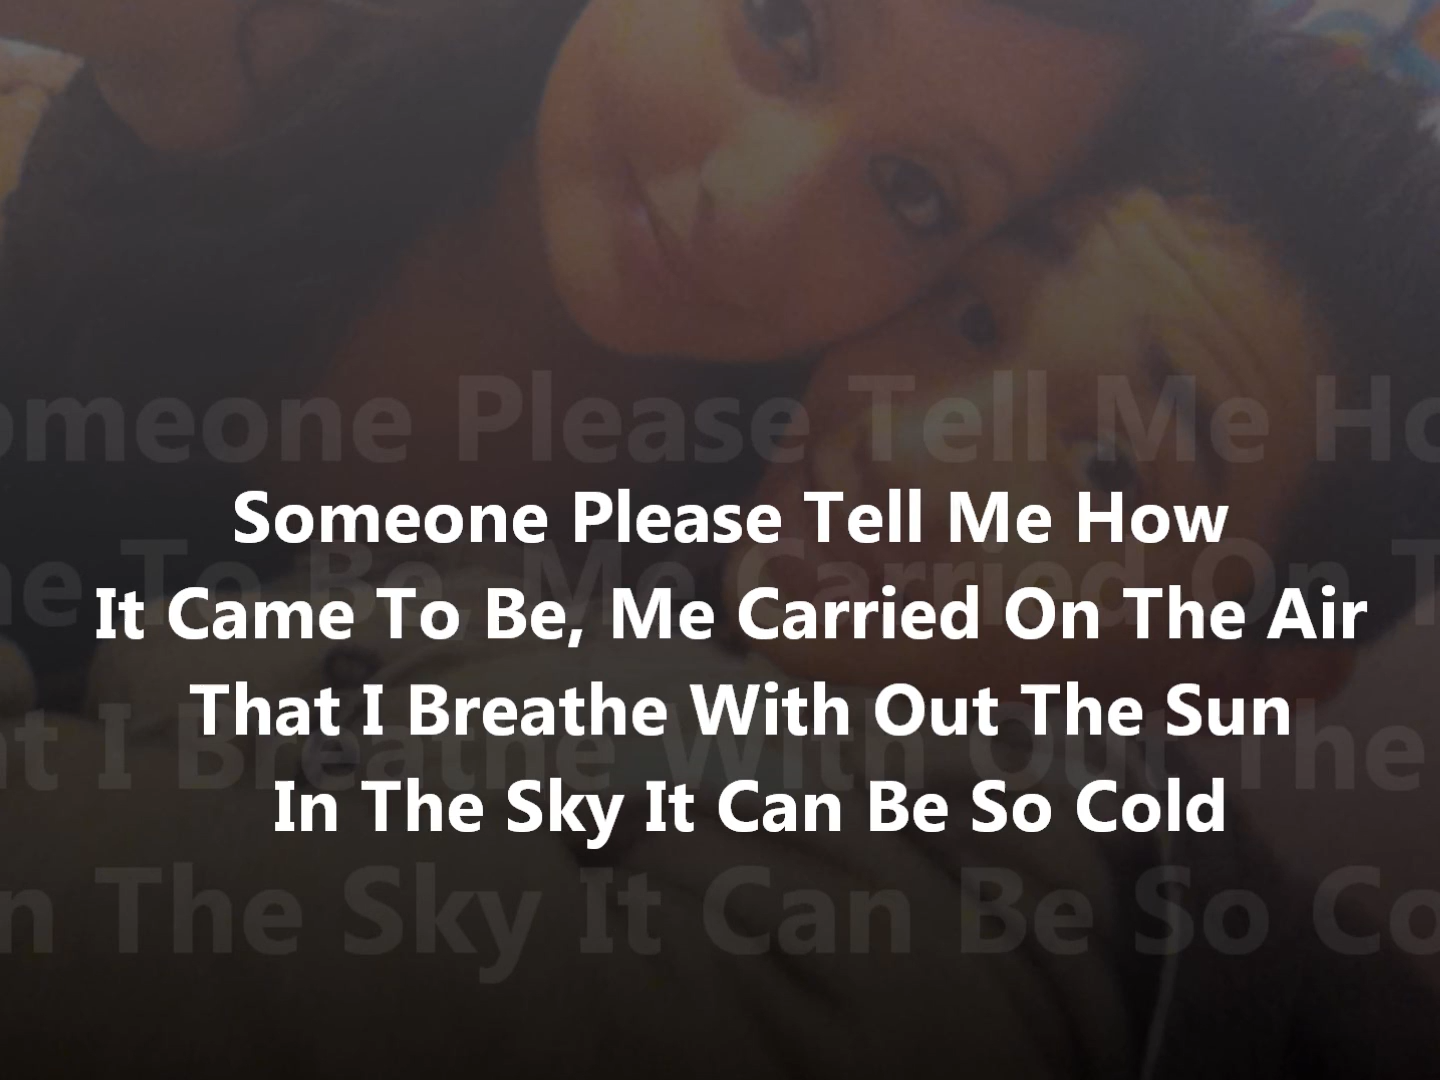 Someone Please Tell Me How
It Came To Be, Me Carried On The Air
That I Breathe With Out The Sun
In The Sky It Can Be So Cold